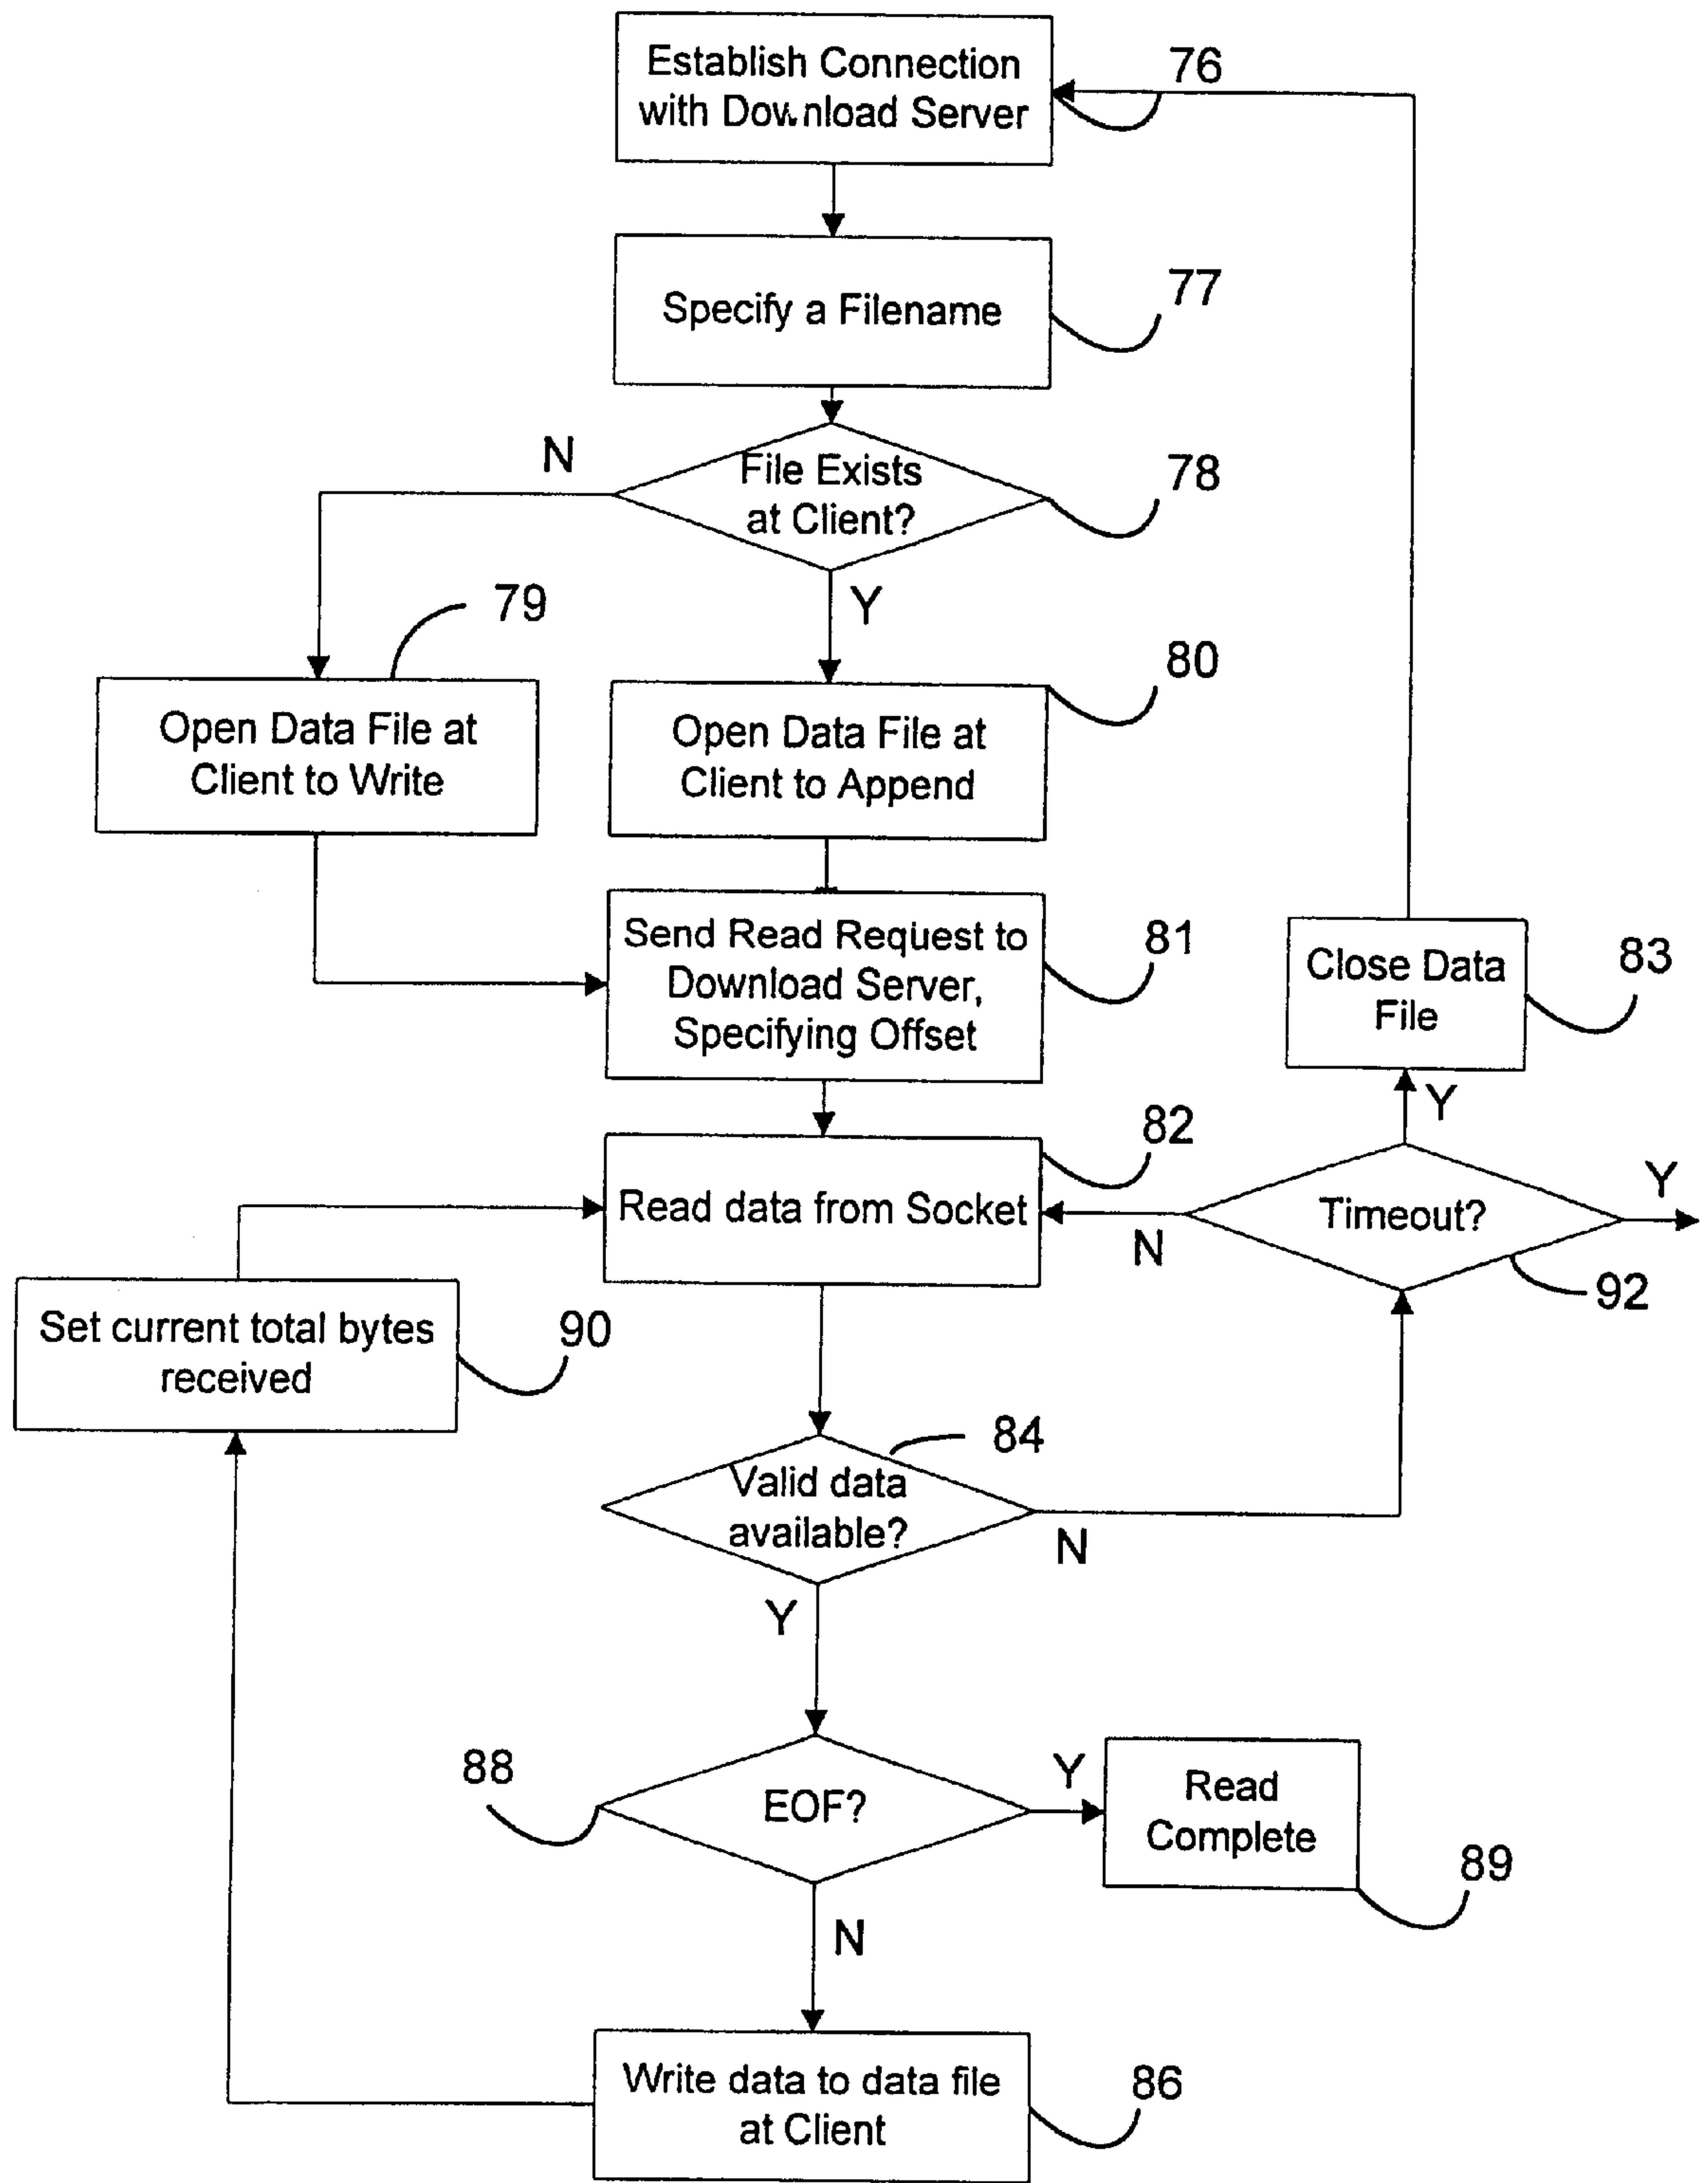 Establish Connection
with Download Server
76
Specify a Filename
77
File Exists
at Client?
78
N
Y
79
80
Open Data File at
Client to Write
Open Data File at
Client to Append
Send Read Request to
Download Server,
Specifying Offset
81
Close Data
File
83
Y
82
Read data from Socket
N
Timeout?
Y
92
Set current total bytes
received
90
84
Valid data
available?
N
Y
88
EOF?
Y
Read
Complete
89
N
Write data to data file
at Client
86